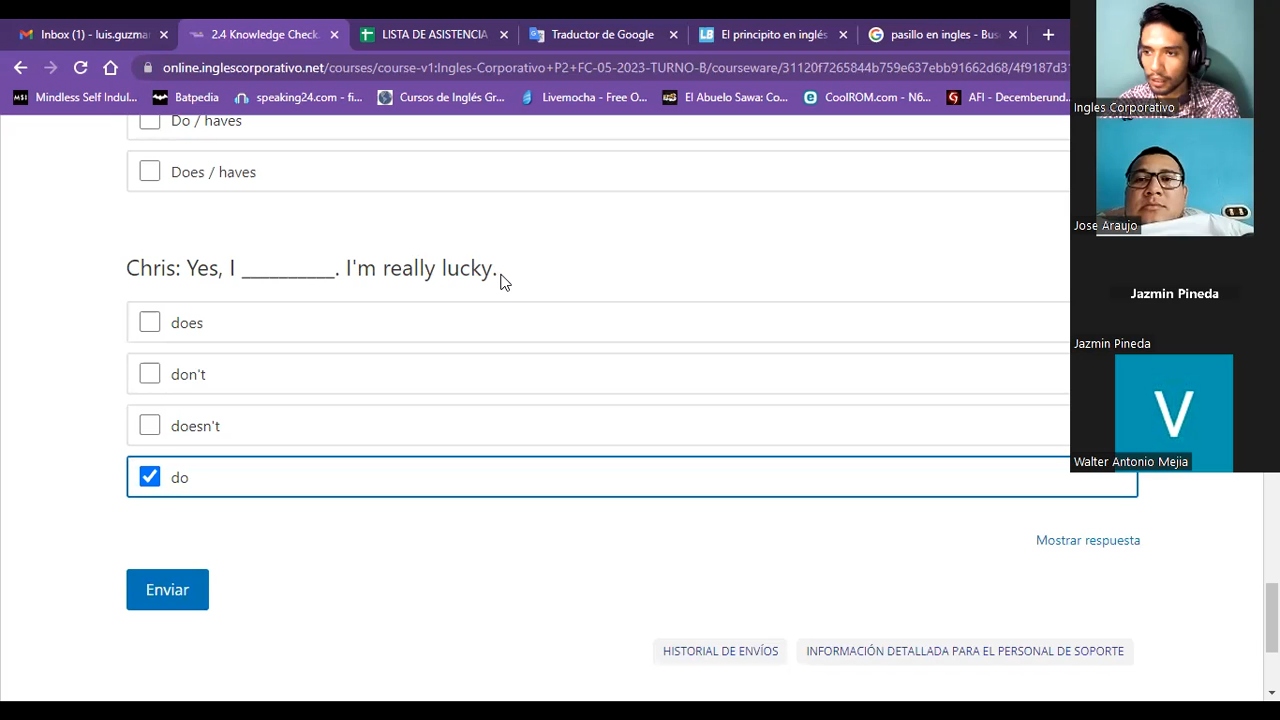 Inbox (1) - luis.guzma
2.4 Knowledge Check
LISTA DE ASISTENCIA
Traductor de Google
El principito en inglés
pasillo en ingles - Bus
online.inglescorporativo.net/courses/course-v1:Ingles-Corporativo+P2+FC-05-2023-TURNO-B/courseware/31120f7265844b759e637ebb91662d68/4f9187d3
Mindless Self Indul...
Batpedia
speaking24.com - fi...
Cursos de Inglés Gr...
Livemocha - Free O...
El Abuelo Sawa: Co...
CoolROM.com - N6...
AFI - Decemberund
Ingles Corporativo
Do / haves
Does / haves
Jose Araujo
Chris: Yes, I __________. I'm really lucky.
Jazmin Pineda
does
Jazmin Pineda
don't
V
doesn't
Walter Antonio Mejia
do
Mostrar respuesta
Enviar
HISTORIAL DE ENVÍOS
INFORMACIÓN DETALLADA PARA EL PERSONAL DE SOPORTE